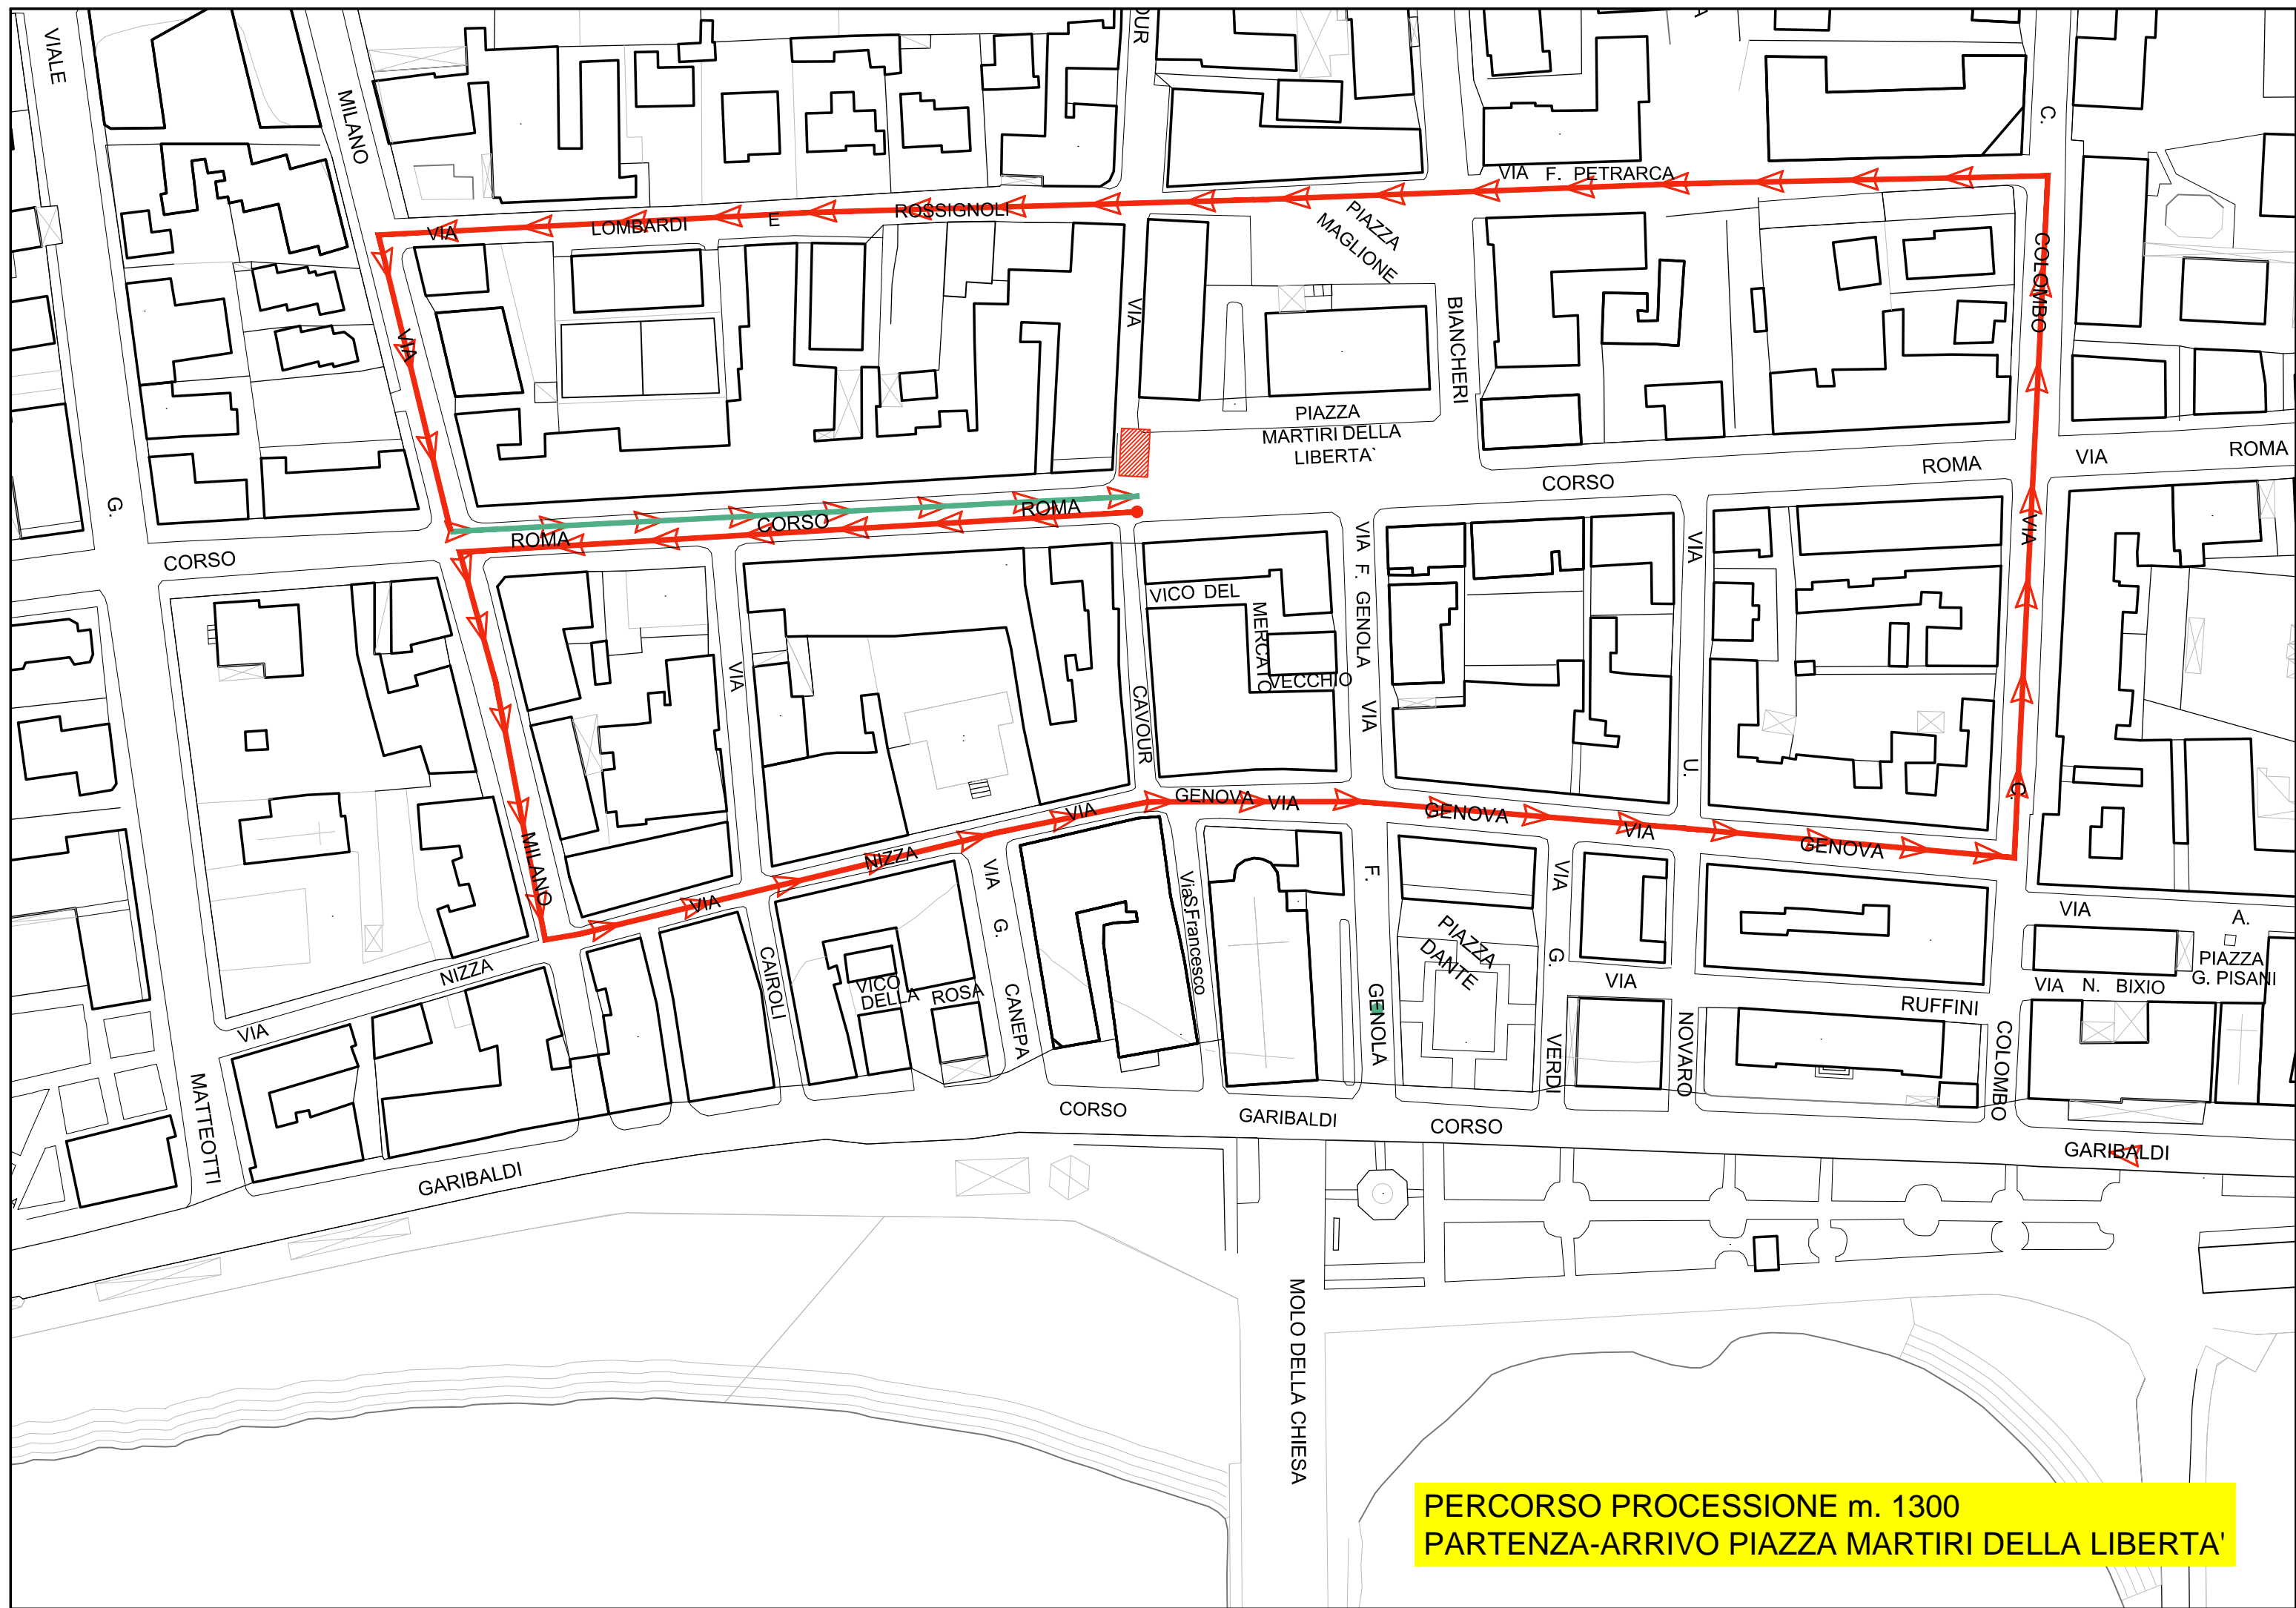 VIALE
MILANO
OUR
C.
VIA F. PETRARCA
VIA
LOMBARDI
E
ROSSIGNOLI
PIAZZA
MAGLIONE
COLOMBO
VIA
VIA
BIANCHERI
PIAZZA
MARTIRI DELLA
LIBERTA`
G.
CORSO
ROMA
CORSO
ROMA
CORSO
ROMA
VIA
ROMA
VIA
CORSO
VIA F. GENOLA
VIA
VICO DEL
MERCATO
VECCHIO
VIA
CAVOUR
VIA
U.
C.
MILANO
VIA
NIZZA
VIA
GENOVA
VIA
GENOVA
VIA
GENOVA
NIZZA
VIA
CAIROLI
VICO
DELLA ROSA
VIA G.
CANEPA
Via S.Francesco
F.
GENOLA
PIAZZA
DANTE
VIA G.
VERDI
VIA
RUFFINI
NOVARO
COLOMBO
VIA
A.
PIAZZA
G. PISANI
VIA N. BIXIO
MATTEOTTI
GARIBALDI
CORSO
GARIBALDI
CORSO
GARIBALDI
MOLO DELLA CHIESA
PERCORSO PROCESSIONE m. 1300
PARTENZA-ARRIVO PIAZZA MARTIRI DELLA LIBERTA'